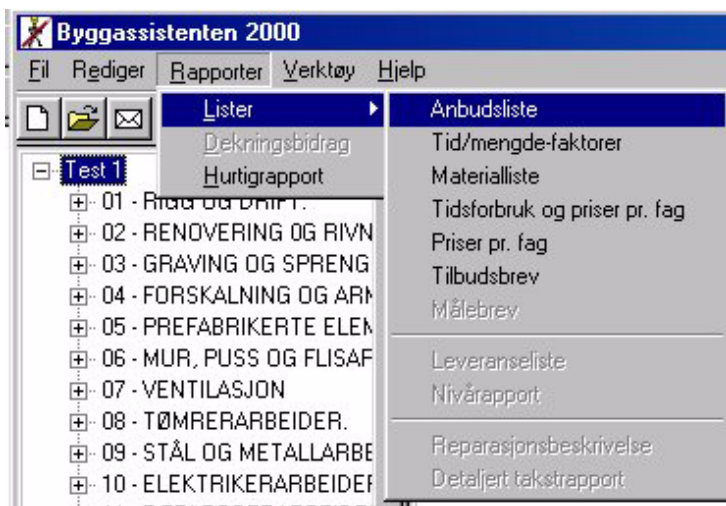 Byggassistenten 2000
Fil Rediger Rapporter Verktøy Hjelp
Lister
Dekningsbidrag
Hurtigrapport
Anbudsliste
Tid/mengde-faktorer
Materialliste
Tidsforbruk og priser pr. fag
Priser pr. fag
Tilbudsbrev
Målebrev
Leveranseliste
Nivårapport
Reparasjonsbeskrivelse
Detaljert takstrapport
Test 1
01 - RIGG OG DRIFT.
02 - RENOVERING OG RIVN
03 - GRAVING OG SPRENG
04 - FORSKALNING OG ARM
05 - PREFABRIKERTE ELEM
06 - MUR, PUSS OG FLISAR
07 - VENTILASJON
08 - TØMRERARBEIDER.
09 - STÅL OG METALLARBE
10 - ELEKTRIKERARBEIDER